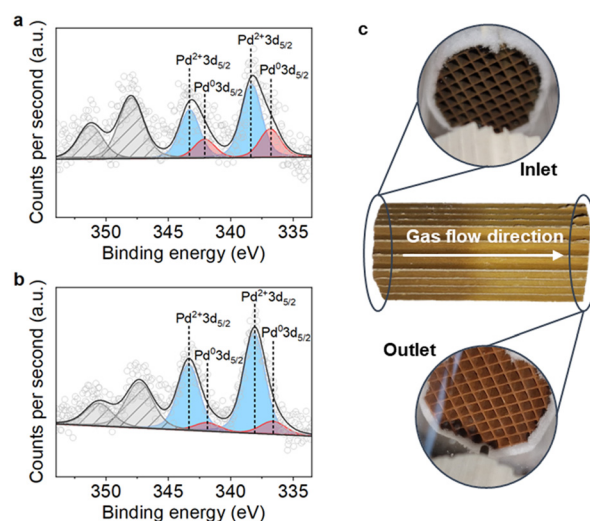 a
Counts per second (a.u.)
Pd²⁺3d₅/₂
Pd²⁺3d₅/₂
Pd⁰3d₅/₂
Pd⁰3d₅/₂
350 345 340 335
Binding energy (eV)
b
Counts per second (a.u.)
Pd²⁺3d₅/₂
Pd²⁺3d₅/₂
Pd⁰3d₅/₂
Pd⁰3d₅/₂
350 345 340 335
Binding energy (eV)
c
Inlet
Gas flow direction
Outlet